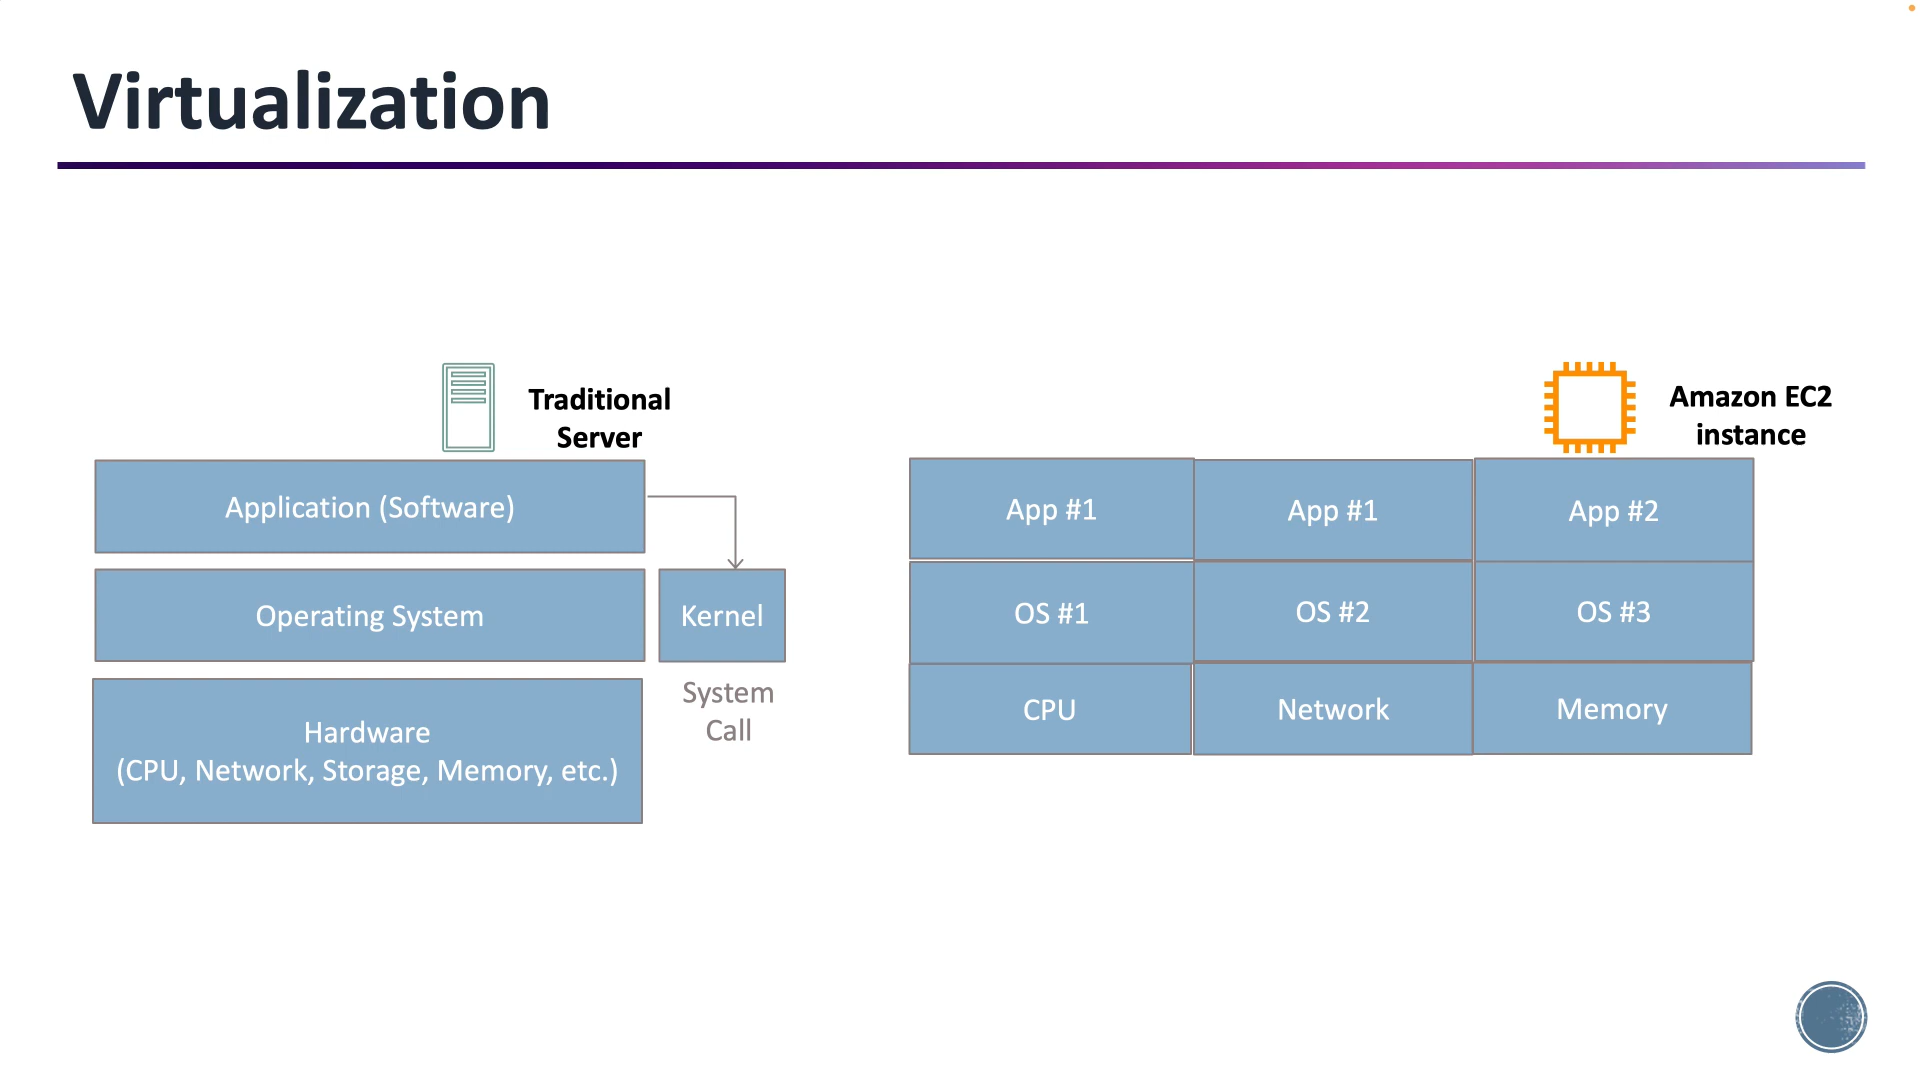 Virtualization
Traditional
Server
Application (Software)
Operating System
Kernel
System
Call
Hardware
(CPU, Network, Storage, Memory, etc.)
Amazon EC2
instance
App #1
App #1
App #2
OS #1
OS #2
OS #3
CPU
Network
Memory